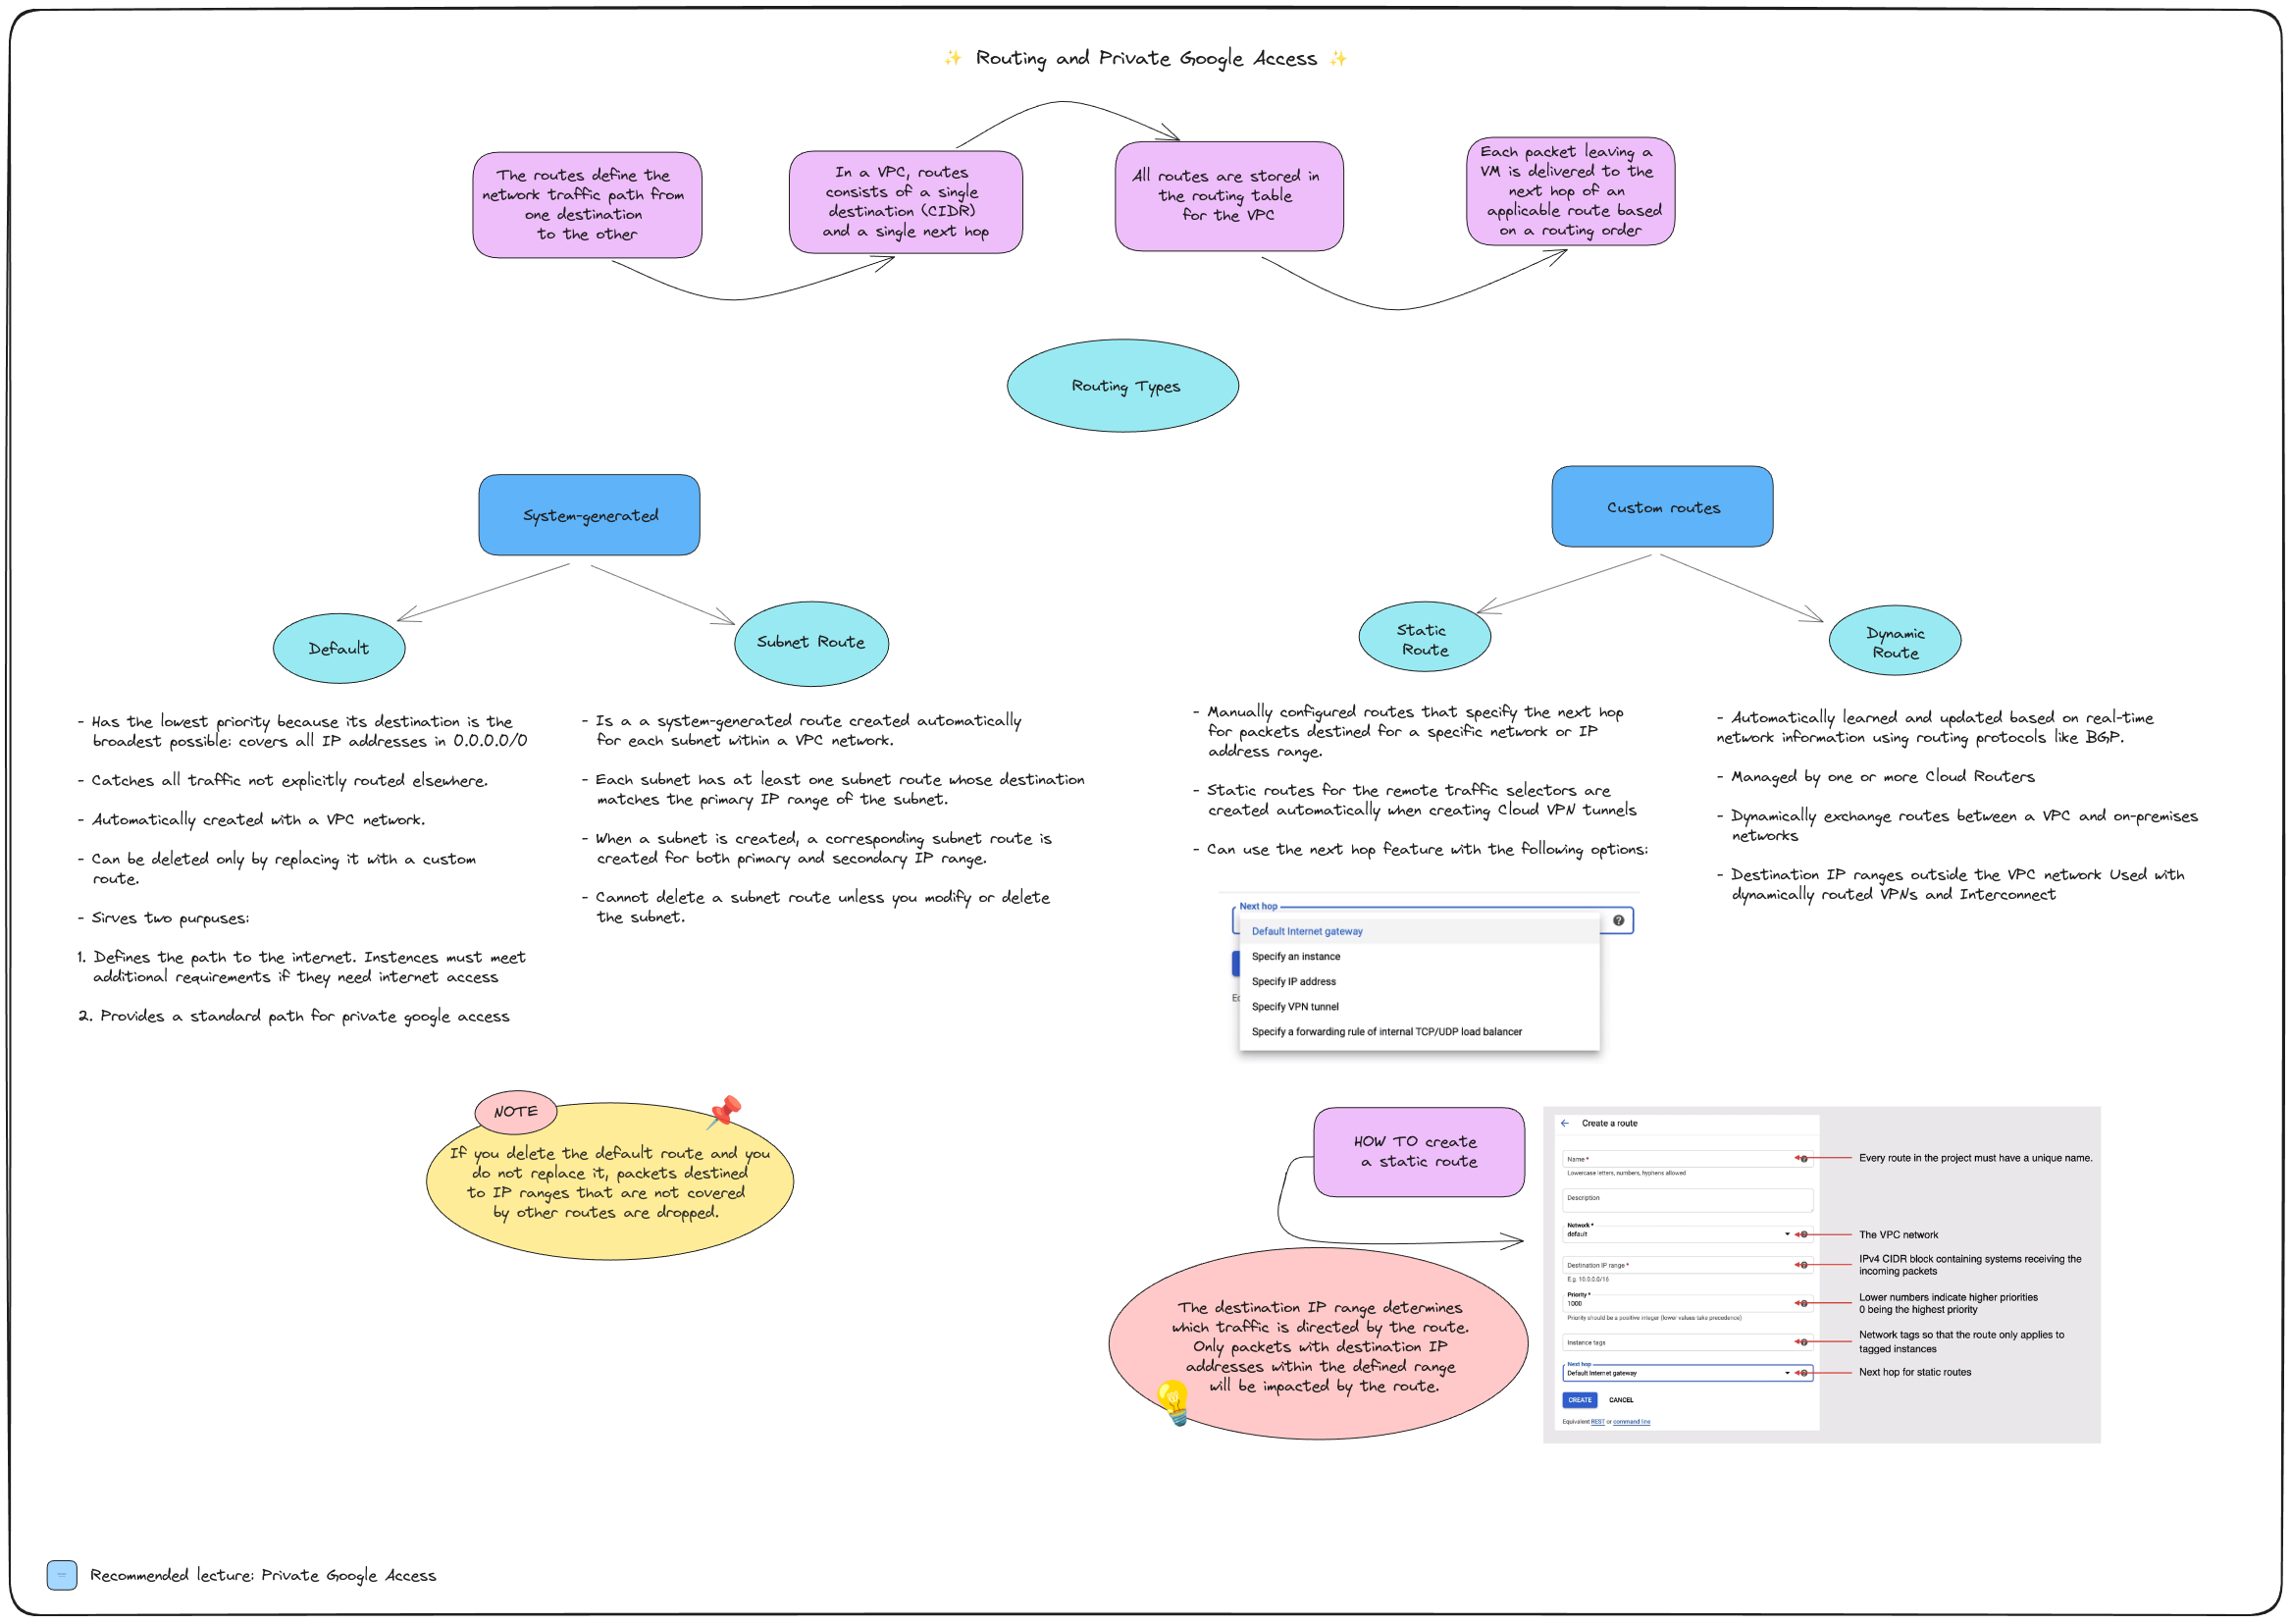 ✨ Routing and Private Google Access ✨
The routes define the
network traffic path from
one destination
to the other
In a VPC, routes
consists of a single
destination (CIDR)
and a single next hop
All routes are stored in
the routing table
for the VPC
Each packet leaving a
VM is delivered to the
next hop of an
applicable route based
on a routing order
Routing Types
System-generated
Custom routes
Default
Subnet Route
Static
Route
Dynamic
Route
- Has the lowest priority because its destination is the
broadest possible: covers all IP addresses in 0.0.0.0/0
- Catches all traffic not explicitly routed elsewhere.
- Automatically created with a VPC network.
- Can be deleted only by replacing it with a custom
route.
- Sirves two purpuses:
1. Defines the path to the internet. Instences must meet
additional requirements if they need internet access
2. Provides a standard path for private google access
- Is a a system-generated route created automatically
for each subnet within a VPC network.
- Each subnet has at least one subnet route whose destination
matches the primary IP range of the subnet.
- When a subnet is created, a corresponding subnet route is
created for both primary and secondary IP range.
- Cannot delete a subnet route unless you modify or delete
the subnet.
- Manually configured routes that specify the next hop
for packets destined for a specific network or IP
address range.
- Static routes for the remote traffic selectors are
created automatically when creating Cloud VPN tunnels
- Can use the next hop feature with the following options:
Next hop
Default Internet gateway
Specify an instance
Specify IP address
Specify VPN tunnel
Specify a forwarding rule of internal TCP/UDP load balancer
- Automatically learned and updated based on real-time
network information using routing protocols like BGP.
- Managed by one or more Cloud Routers
- Dynamically exchange routes between a VPC and on-premises
networks
- Destination IP ranges outside the VPC network Used with
dynamically routed VPNs and Interconnect
NOTE
If you delete the default route and you
do not replace it, packets destined
to IP ranges that are not covered
by other routes are dropped.
HOW TO create
a static route
The destination IP range determines
which traffic is directed by the route.
Only packets with destination IP
addresses within the defined range
will be impacted by the route.
Create a route
Name *
Lowercase letters, numbers, hyphens allowed
Every route in the project must have a unique name.
Description
Network *
default
The VPC network
Destination IP range *
E.g. 10.0.0.0/16
IPv4 CIDR block containing systems receiving the
incoming packets
Priority *
1000
Priority should be a positive integer (lower values take precedence)
Lower numbers indicate higher priorities
0 being the highest priority
Instance tags
Network tags so that the route only applies to
tagged instances
Next hop
Default Internet gateway
Next hop for static routes
CREATE CANCEL
Equivalent REST or command line
Recommended lecture: Private Google Access